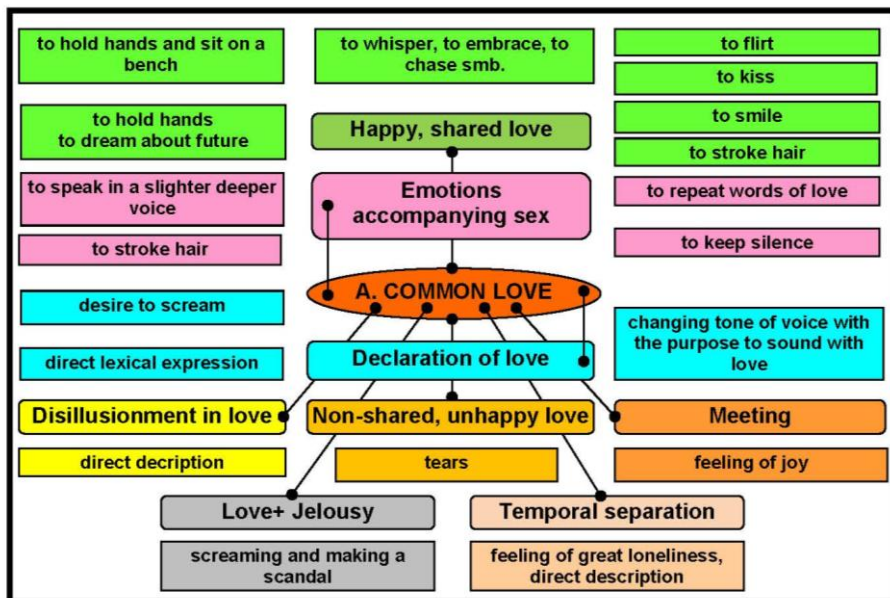 to hold hands and sit on a
bench
to whisper, to embrace, to
chase smb.
to flirt
to kiss
to hold hands
to dream about future
Happy, shared love
to smile
to stroke hair
to speak in a slighter deeper
voice
Emotions
accompanying sex
to repeat words of love
to stroke hair
to keep silence
A. COMMON LOVE
desire to scream
changing tone of voice with
the purpose to sound with
love
direct lexical expression
Declaration of love
Disillusionment in love
Non-shared, unhappy love
Meeting
direct decription
tears
feeling of joy
Love+ Jelousy
Temporal separation
screaming and making a
scandal
feeling of great loneliness,
direct description